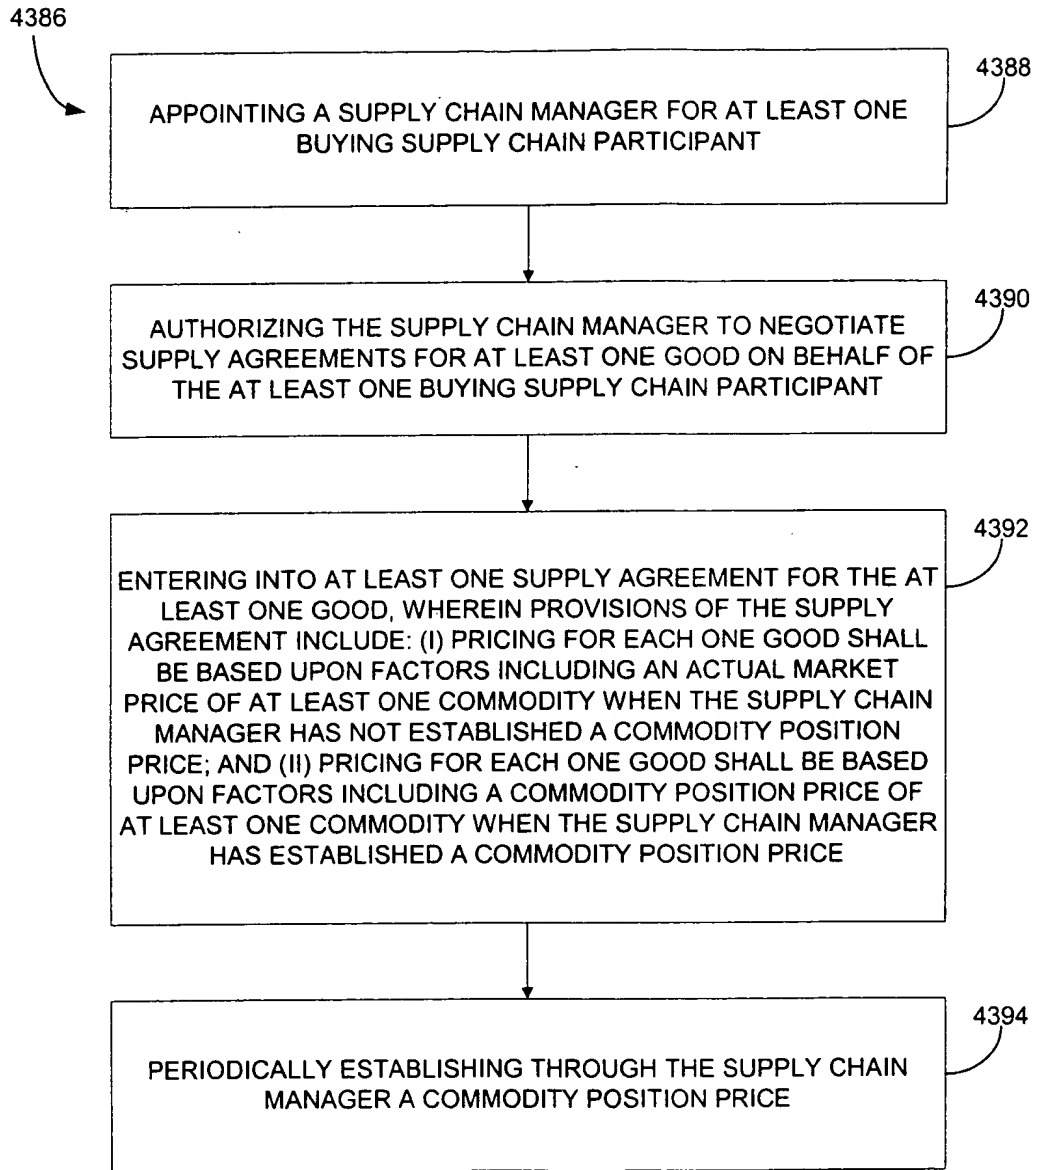 4386
4388
APPOINTING A SUPPLY CHAIN MANAGER FOR AT LEAST ONE
BUYING SUPPLY CHAIN PARTICIPANT
4390
AUTHORIZING THE SUPPLY CHAIN MANAGER TO NEGOTIATE
SUPPLY AGREEMENTS FOR AT LEAST ONE GOOD ON BEHALF OF
THE AT LEAST ONE BUYING SUPPLY CHAIN PARTICIPANT
4392
ENTERING INTO AT LEAST ONE SUPPLY AGREEMENT FOR THE AT
LEAST ONE GOOD, WHEREIN PROVISIONS OF THE SUPPLY
AGREEMENT INCLUDE: (I) PRICING FOR EACH ONE GOOD SHALL
BE BASED UPON FACTORS INCLUDING AN ACTUAL MARKET
PRICE OF AT LEAST ONE COMMODITY WHEN THE SUPPLY CHAIN
MANAGER HAS NOT ESTABLISHED A COMMODITY POSITION
PRICE; AND (II) PRICING FOR EACH ONE GOOD SHALL BE BASED
UPON FACTORS INCLUDING A COMMODITY POSITION PRICE OF
AT LEAST ONE COMMODITY WHEN THE SUPPLY CHAIN MANAGER
HAS ESTABLISHED A COMMODITY POSITION PRICE
4394
PERIODICALLY ESTABLISHING THROUGH THE SUPPLY CHAIN
MANAGER A COMMODITY POSITION PRICE